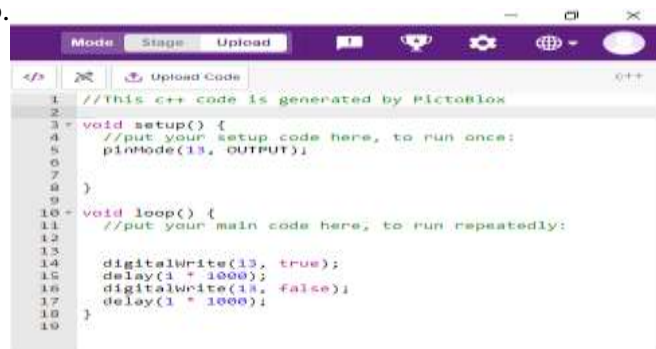 Mode Stage Upload
</> Upload Code C++
1 //This c++ code is generated by PictoBlox
2
3 void setup() {
4 //put your setup code here, to run once:
5 pinMode(13, OUTPUT);
6
7
8 }
9
10 void loop() {
11 //put your main code here, to run repeatedly:
12
13
14 digitalWrite(13, true);
15 delay(1 * 1000);
16 digitalWrite(13, false);
17 delay(1 * 1000);
18 }
19